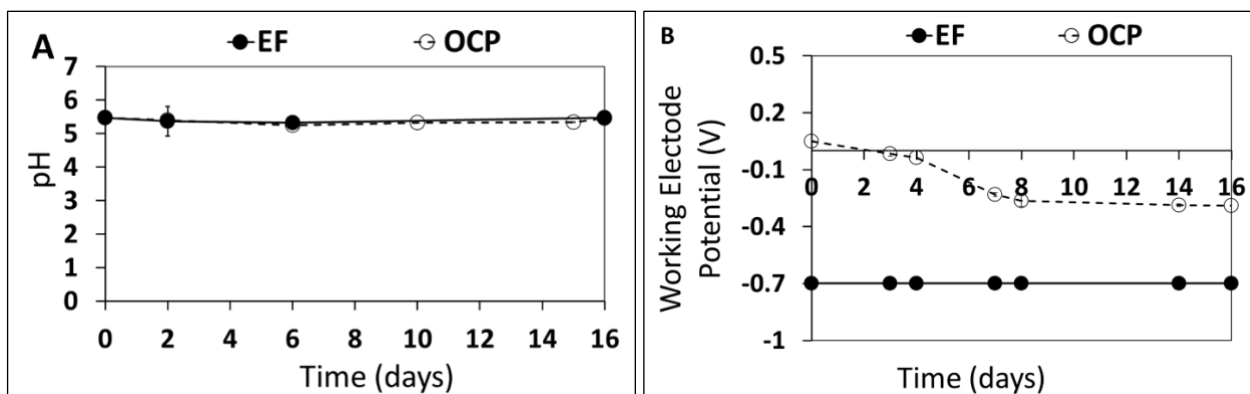 A
EF OCP
7
6
5
4
3
2
1
0
pH
0 2 4 6 8 10 12 14 16
Time (days)
B
EF OCP
0.5
0.2
-0.1
-0.4
-0.7
-1
Working Electode
Potential (V)
0 2 4 6 8 10 12 14 16
Time (days)